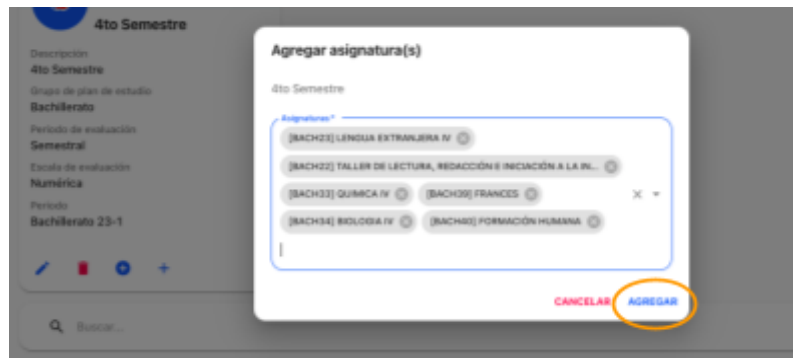 4to Semestre
Descripción
4to Semestre
Grupo de plan de estudio
Bachillerato
Periodo de evaluación
Semestral
Escala de evaluación
Numérica
Periodo
Bachillerato 23-1
Buscar...
Agregar asignatura(s)
4to Semestre
Asignaturas *
[BACH23] LENGUA EXTRANJERA IV
[BACH22] TALLER DE LECTURA, REDACCIÓN E INICIACIÓN A LA IN...
[BACH33] QUIMICA IV [BACH39] FRANCES
[BACH34] BIOLOGIA IV [BACH40] FORMACIÓN HUMANA
CANCELAR AGREGAR